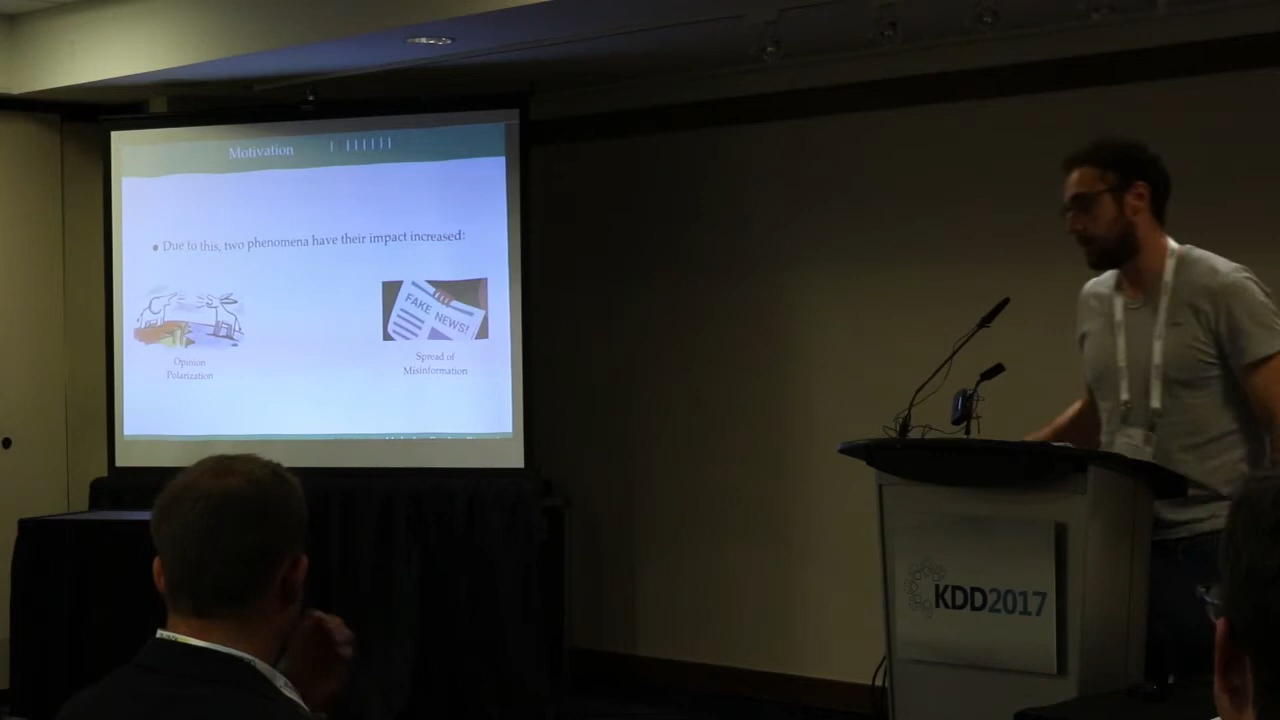 Motivation
• Due to this, two phenomena have their impact increased:
FAKE NEWS!
Opinion
Polarization
Spread of
Misinformation
KDD2017